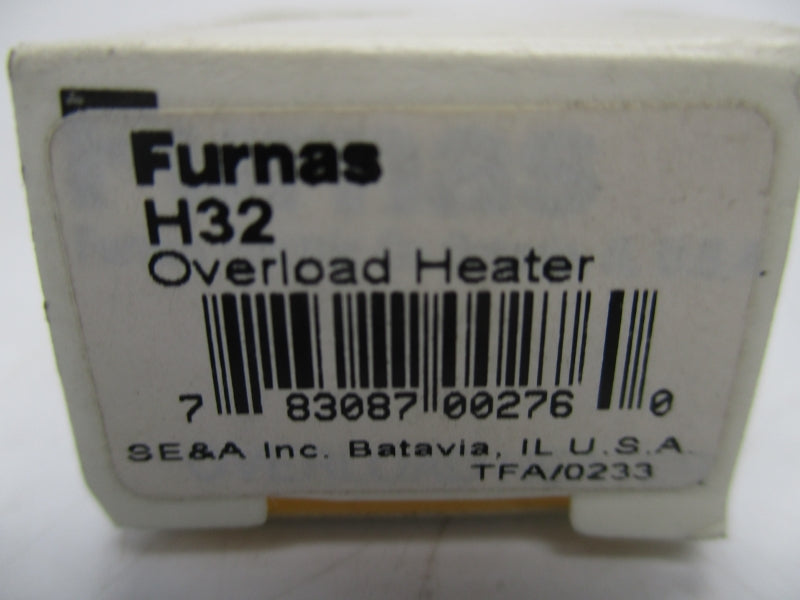 Furnas
H32
Overload Heater
7 83087 00276 0
SE&A Inc. Batavia, IL U.S.A.
TFA/0233